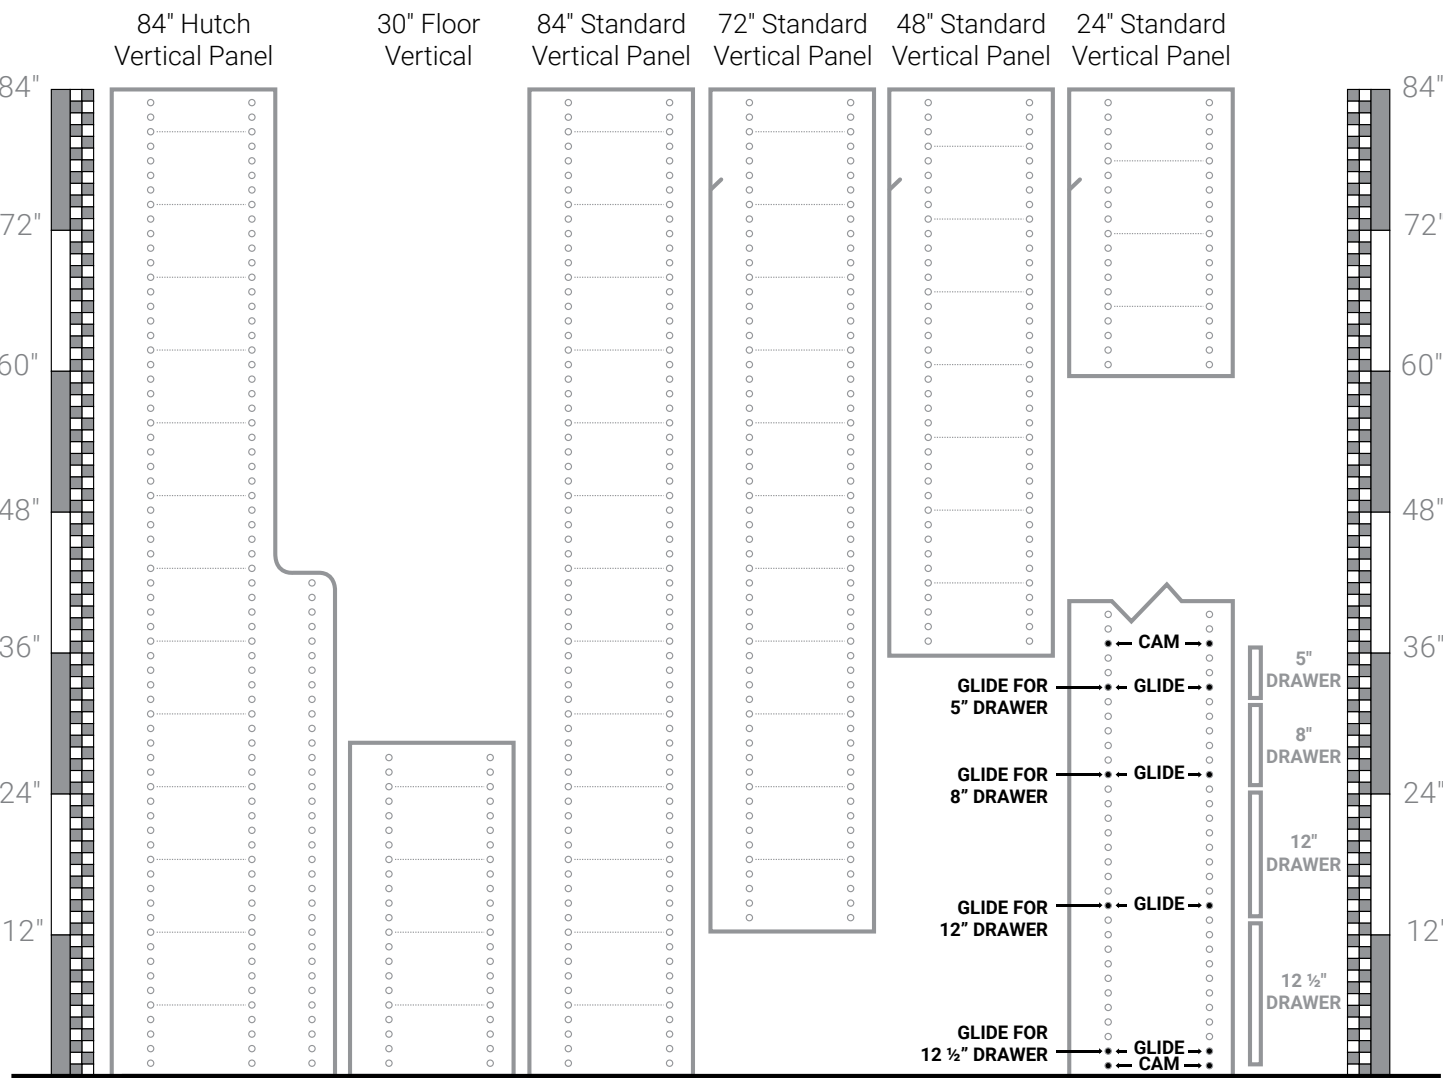 84" Hutch
Vertical Panel
30" Floor
Vertical
84" Standard
Vertical Panel
72" Standard
Vertical Panel
48" Standard
Vertical Panel
24" Standard
Vertical Panel
84"
72"
60"
48"
36"
24"
12"
CAM
GLIDE FOR
5” DRAWER
GLIDE
GLIDE FOR
8” DRAWER
GLIDE
GLIDE FOR
12” DRAWER
GLIDE
GLIDE FOR
12 ½” DRAWER
GLIDE
CAM
5"
DRAWER
8"
DRAWER
12"
DRAWER
12 ½"
DRAWER
84"
72"
60"
48"
36"
24"
12"